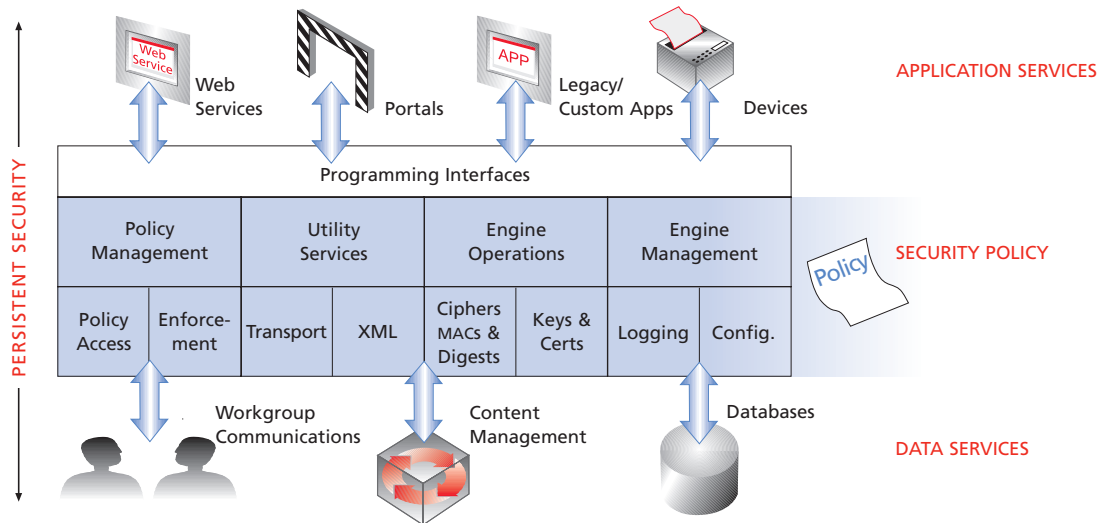 Web
Service
Web
Services
Portals
APP
Legacy/
Custom Apps
Devices
APPLICATION SERVICES
PERSISTENT SECURITY
Programming Interfaces
Policy
Management
Utility
Services
Engine
Operations
Engine
Management
Policy
SECURITY POLICY
Policy
Access
Enforce-
ment
Transport
XML
Ciphers
MACs &
Digests
Keys &
Certs
Logging
Config.
Workgroup
Communications
Content
Management
Databases
DATA SERVICES